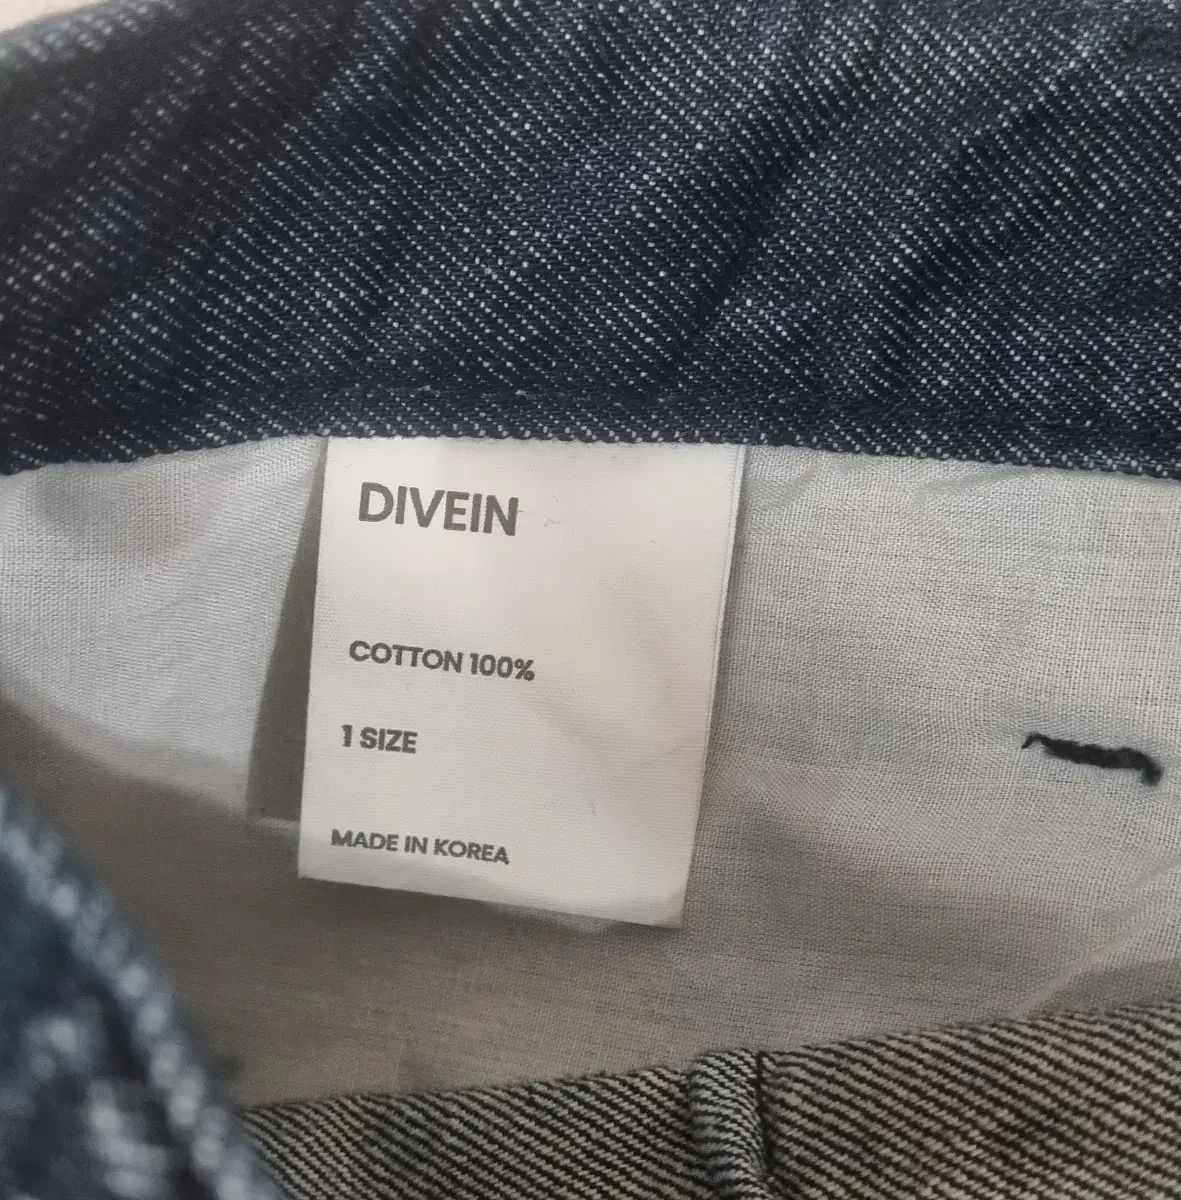 DIVEIN
COTTON 100%
1 SIZE
MADE IN KOREA